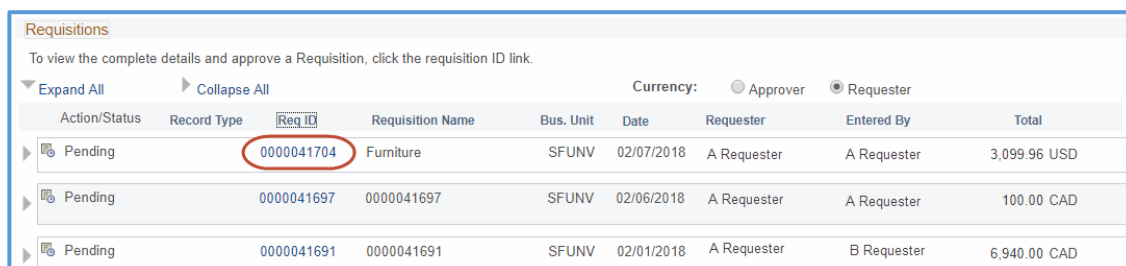 Requisitions
To view the complete details and approve a Requisition, click the requisition ID link.
Expand All Collapse All Currency: Approver Requester
Action/Status Record Type Req ID Requisition Name Bus. Unit Date Requester Entered By Total
Pending 0000041704 Furniture SFUNV 02/07/2018 A Requester A Requester 3,099.96 USD
Pending 0000041697 0000041697 SFUNV 02/06/2018 A Requester A Requester 100.00 CAD
Pending 0000041691 0000041691 SFUNV 02/01/2018 A Requester B Requester 6,940.00 CAD